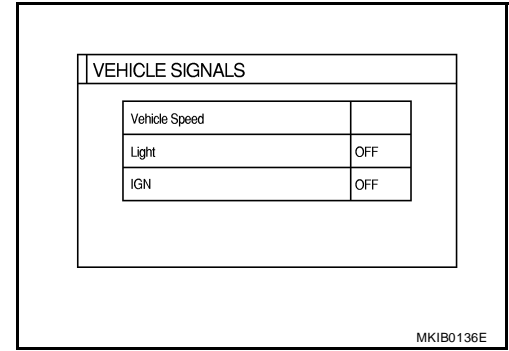 VEHICLE SIGNALS
Vehicle Speed
Light OFF
IGN OFF
MKIB0136E